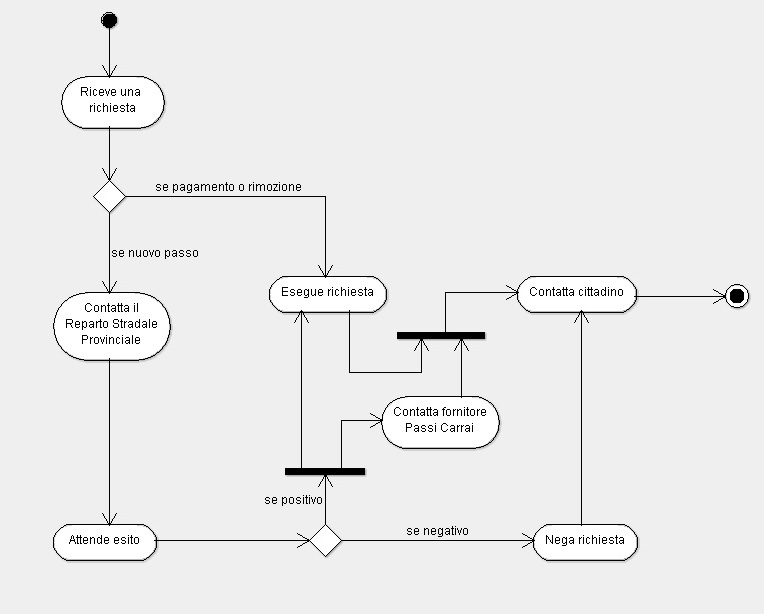 Riceve una
richiesta
se pagamento o rimozione
se nuovo passo
Contatta il
Reparto Stradale
Provinciale
Esegue richiesta
Contatta cittadino
Contatta fornitore
Passi Carrai
se positivo
Attende esito
se negativo
Nega richiesta